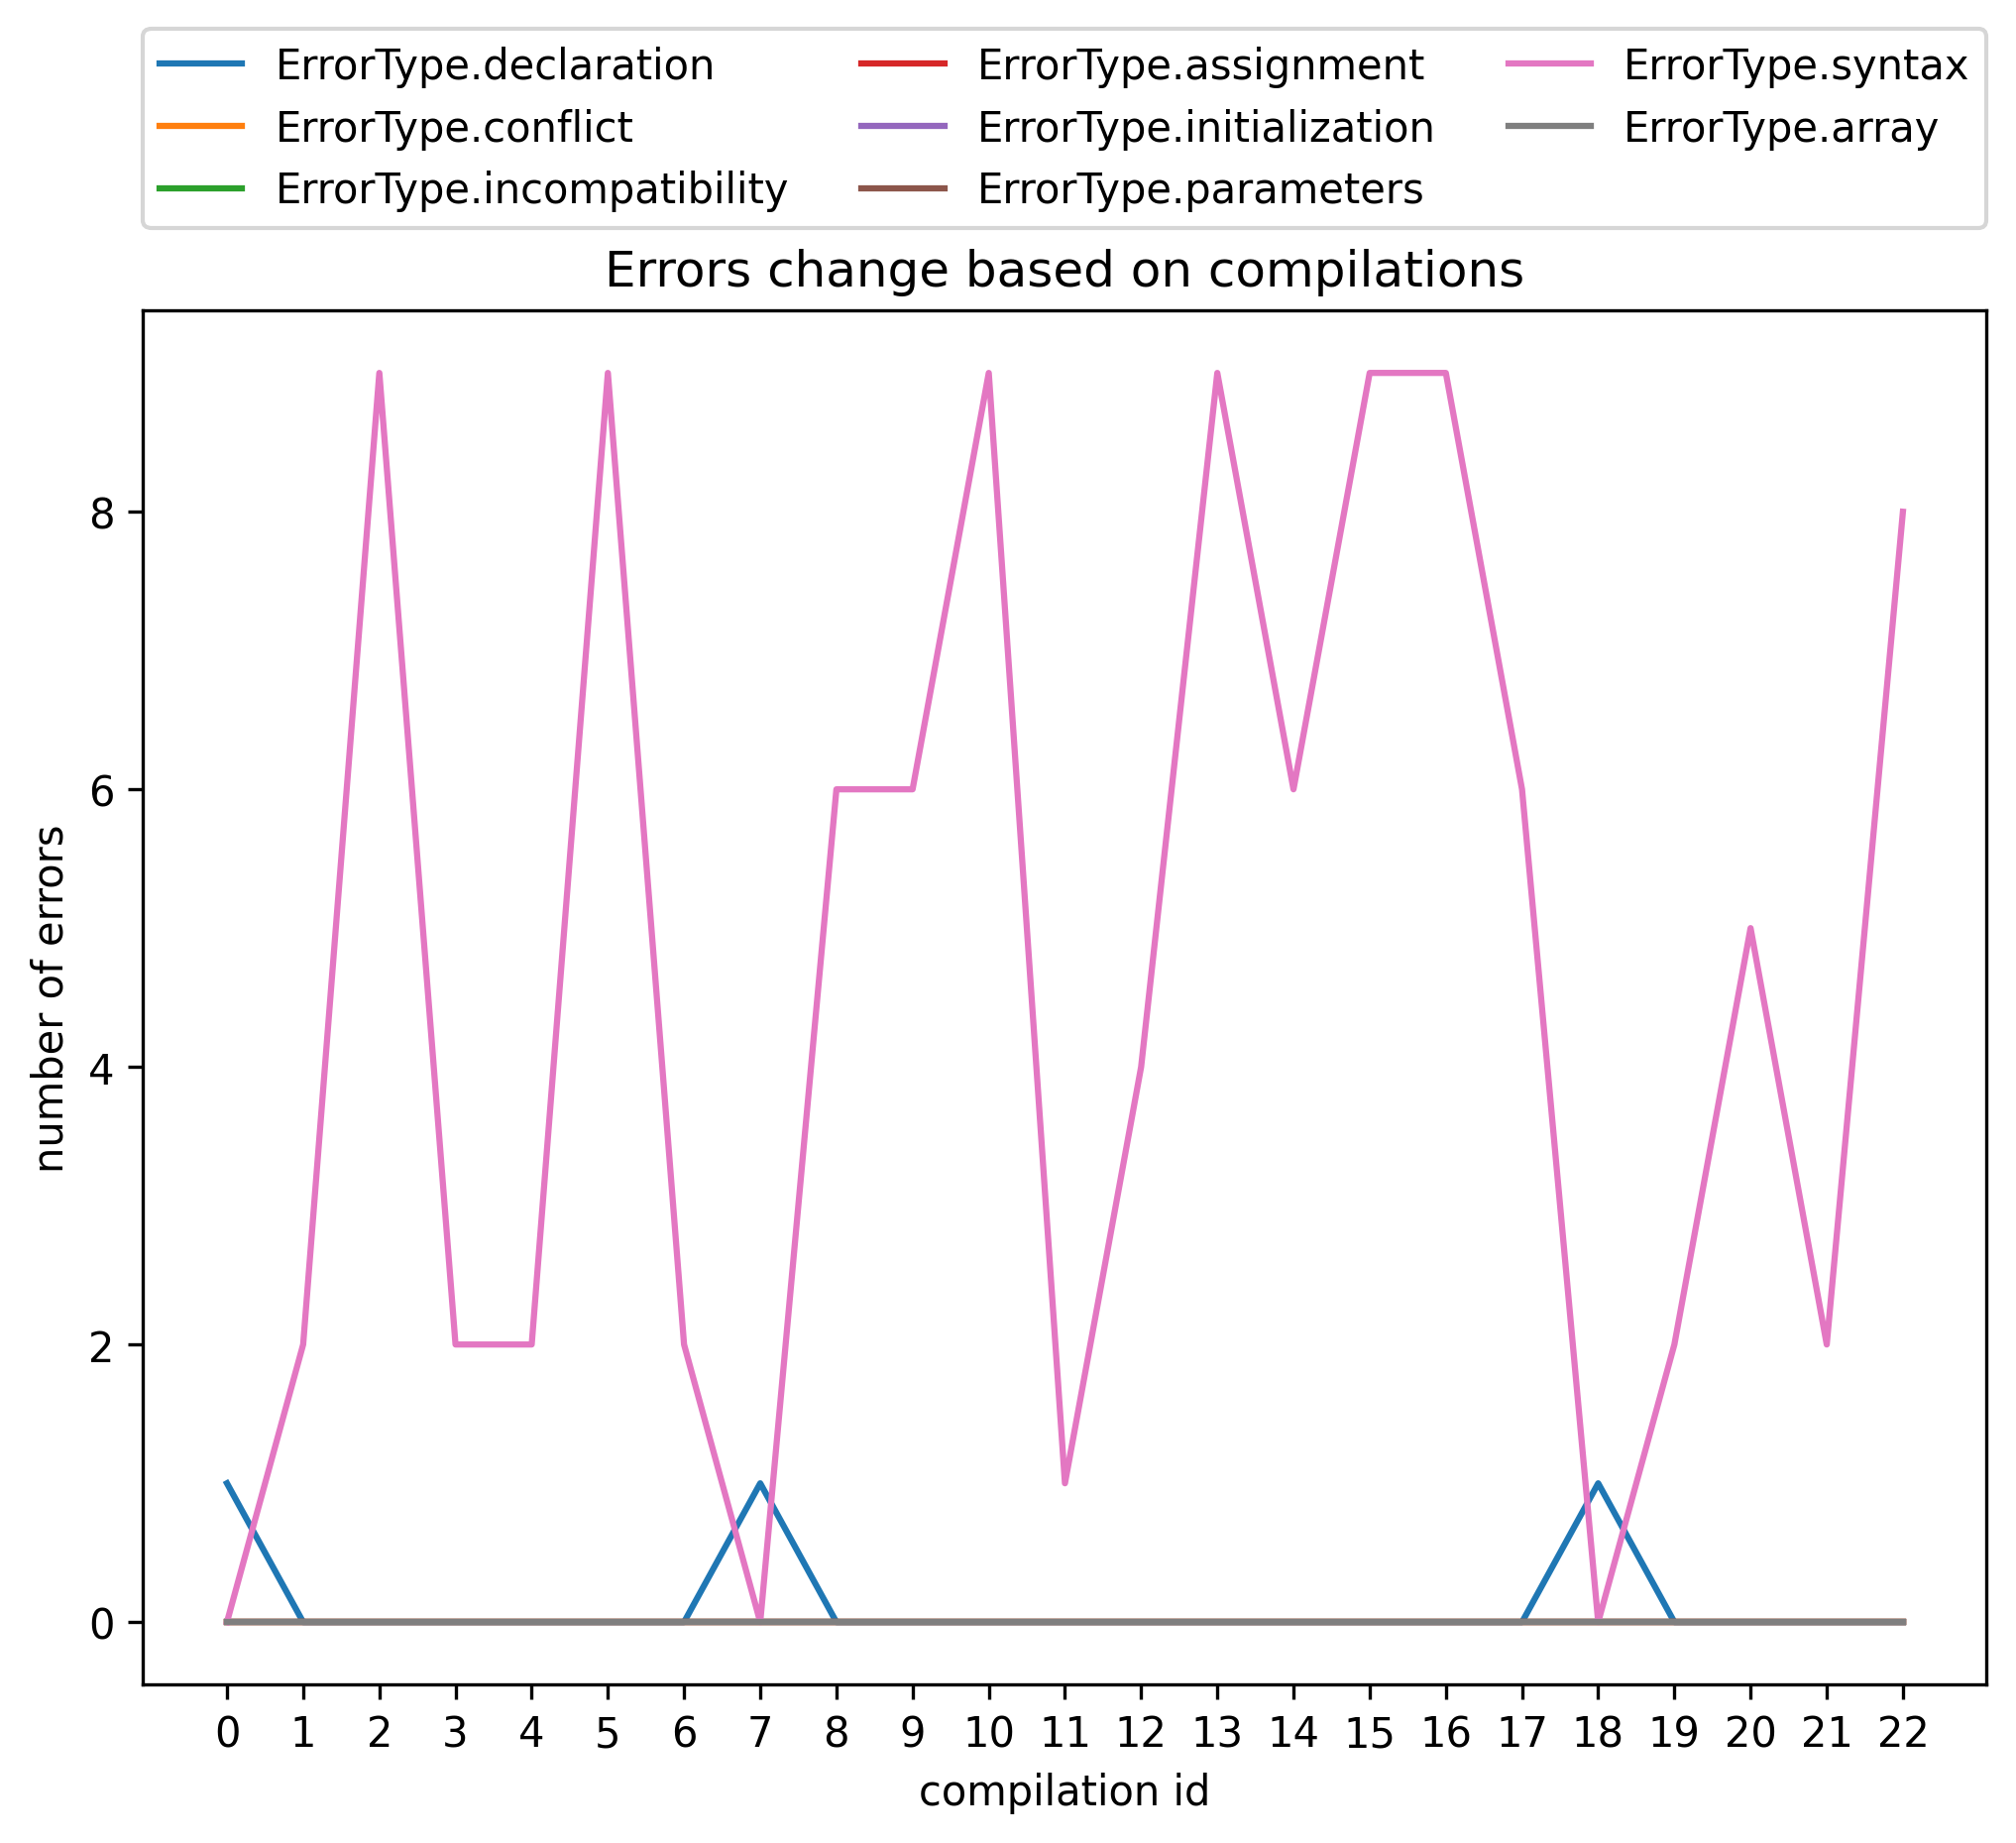 ErrorType.declaration
ErrorType.conflict
ErrorType.incompatibility
ErrorType.assignment
ErrorType.initialization
ErrorType.parameters
ErrorType.syntax
ErrorType.array
Errors change based on compilations
number of errors
8
6
4
2
0
0 1 2 3 4 5 6 7 8 9 10 11 12 13 14 15 16 17 18 19 20 21 22
compilation id